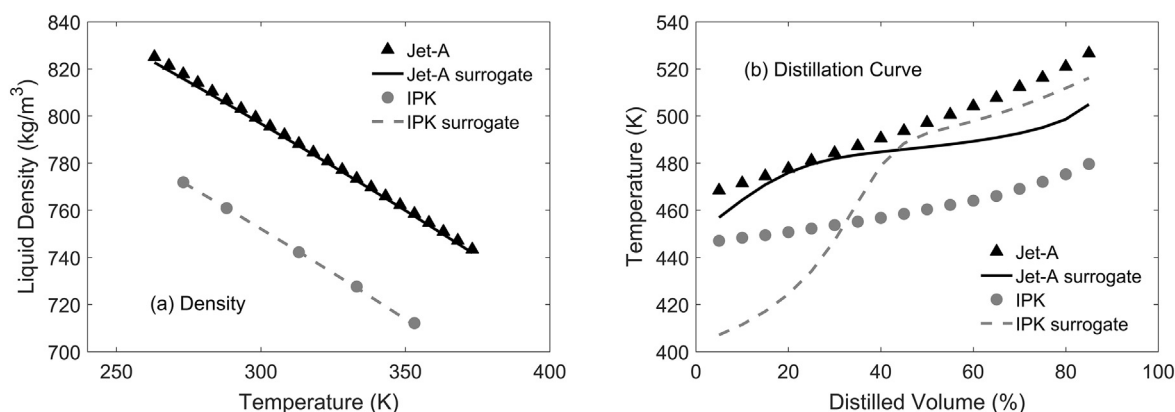 840
820
800
780
760
740
720
700
250
300
350
400
Liquid Density (kg/m³)
Temperature (K)
Jet-A
Jet-A surrogate
IPK
IPK surrogate
(a) Density
540
520
500
480
460
440
420
400
0
20
40
60
80
100
Temperature (K)
Distilled Volume (%)
(b) Distillation Curve
Jet-A
Jet-A surrogate
IPK
IPK surrogate